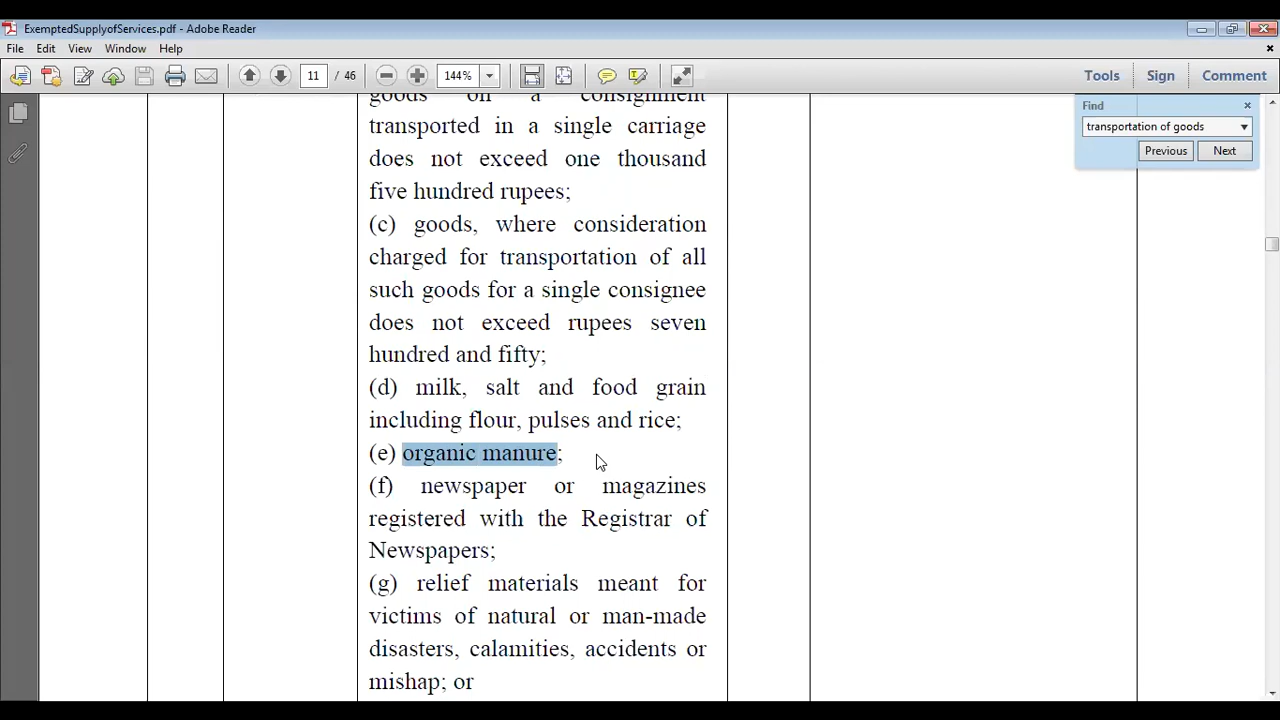 ExemptedSupplyofServices.pdf - Adobe Reader
File Edit View Window Help
11 / 46 144% Tools Sign Comment
Find
transportation of goods
Previous Next
goods on a consignment
transported in a single carriage
does not exceed one thousand
five hundred rupees;
(c) goods, where consideration
charged for transportation of all
such goods for a single consignee
does not exceed rupees seven
hundred and fifty;
(d) milk, salt and food grain
including flour, pulses and rice;
(e) organic manure;
(f) newspaper or magazines
registered with the Registrar of
Newspapers;
(g) relief materials meant for
victims of natural or man-made
disasters, calamities, accidents or
mishap; or